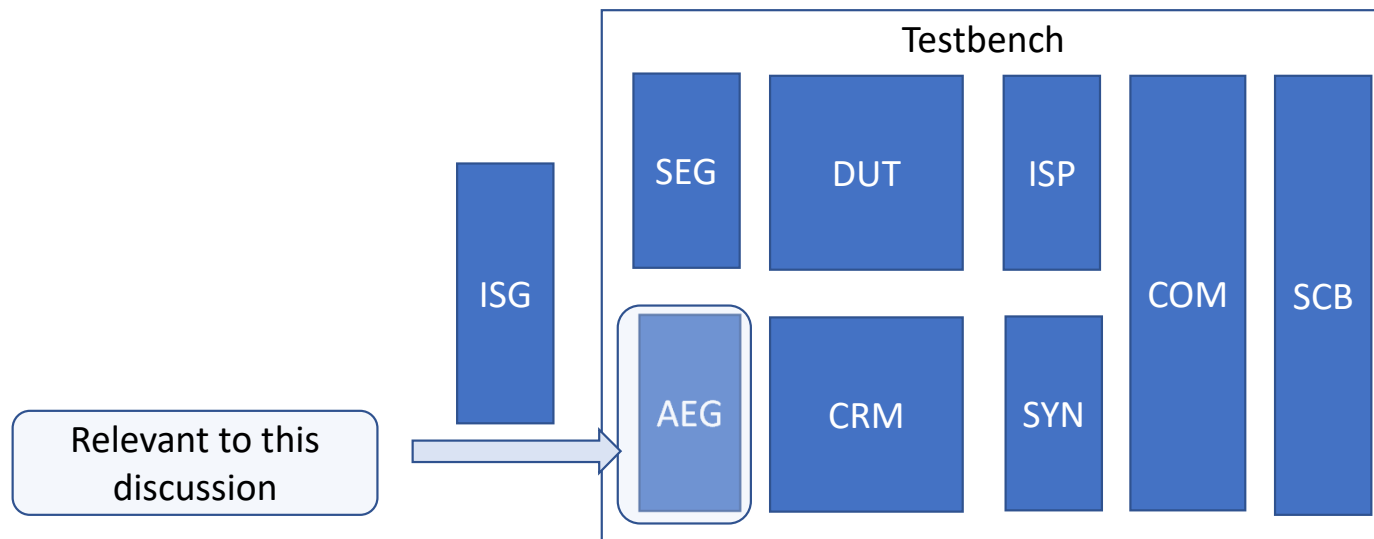 Testbench
SEG
DUT
ISP
ISG
COM
SCB
AEG
CRM
SYN
Relevant to this
discussion